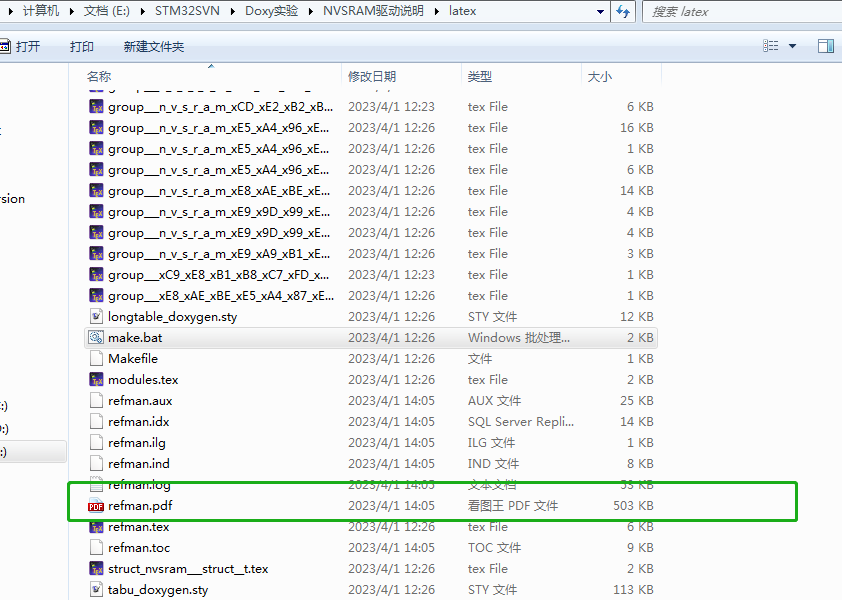 计算机 ▸ 文档 (E:) ▸ STM32SVN ▸ Doxy实验 ▸ NVSRAM驱动说明 ▸ latex
搜索 latex
打开 打印 新建文件夹
名称 修改日期 类型 大小
group__n_v_s_r_a_m_xCD_xE2_xB2_xB... 2023/4/1 12:23 tex File 6 KB
group__n_v_s_r_a_m_xE5_xA4_x96_xE... 2023/4/1 12:26 tex File 16 KB
group__n_v_s_r_a_m_xE5_xA4_x96_xE... 2023/4/1 12:26 tex File 1 KB
group__n_v_s_r_a_m_xE5_xA4_x96_xE... 2023/4/1 12:26 tex File 6 KB
group__n_v_s_r_a_m_xE8_xAE_xBE_xE... 2023/4/1 12:26 tex File 14 KB
group__n_v_s_r_a_m_xE9_x9D_x99_xE... 2023/4/1 12:26 tex File 4 KB
group__n_v_s_r_a_m_xE9_x9D_x99_xE... 2023/4/1 12:26 tex File 4 KB
group__n_v_s_r_a_m_xE9_xA9_xB1_xE... 2023/4/1 12:26 tex File 3 KB
group__xC9_xE8_xB1_xB8_xC7_xFD_x... 2023/4/1 12:23 tex File 1 KB
group__xE8_xAE_xBE_xE5_xA4_x87_xE... 2023/4/1 12:26 tex File 1 KB
longtable_doxygen.sty 2023/4/1 12:26 STY 文件 12 KB
make.bat 2023/4/1 12:26 Windows 批处理... 2 KB
Makefile 2023/4/1 12:26 文件 1 KB
modules.tex 2023/4/1 12:26 tex File 2 KB
refman.aux 2023/4/1 14:05 AUX 文件 25 KB
refman.idx 2023/4/1 14:05 SQL Server Repli... 14 KB
refman.ilg 2023/4/1 14:05 ILG 文件 1 KB
refman.ind 2023/4/1 14:05 IND 文件 8 KB
refman.log 2023/4/1 14:05 文本文档 53 KB
refman.pdf 2023/4/1 14:05 看图王 PDF 文件 503 KB
refman.tex 2023/4/1 12:26 tex File 6 KB
refman.toc 2023/4/1 14:05 TOC 文件 9 KB
struct_nvsram___struct__t.tex 2023/4/1 12:26 tex File 2 KB
tabu_doxygen.sty 2023/4/1 12:26 STY 文件 113 KB